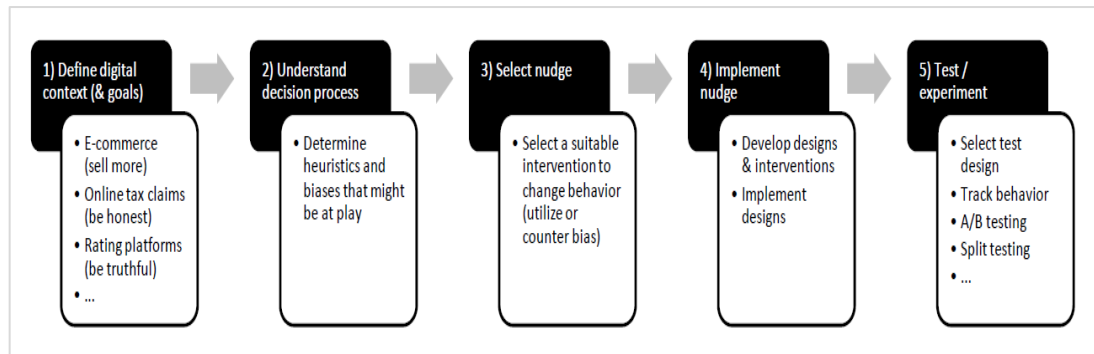 1) Define digital
context (& goals)
• E-commerce
(sell more)
• Online tax claims
(be honest)
• Rating platforms
(be truthful)
• ...
2) Understand
decision process
• Determine
heuristics and
biases that might
be at play
3) Select nudge
• Select a suitable
intervention to
change behavior
(utilize or
counter bias)
4) Implement
nudge
• Develop designs
& interventions
• Implement
designs
5) Test /
experiment
• Select test
design
• Track behavior
• A/B testing
• Split testing
• ...